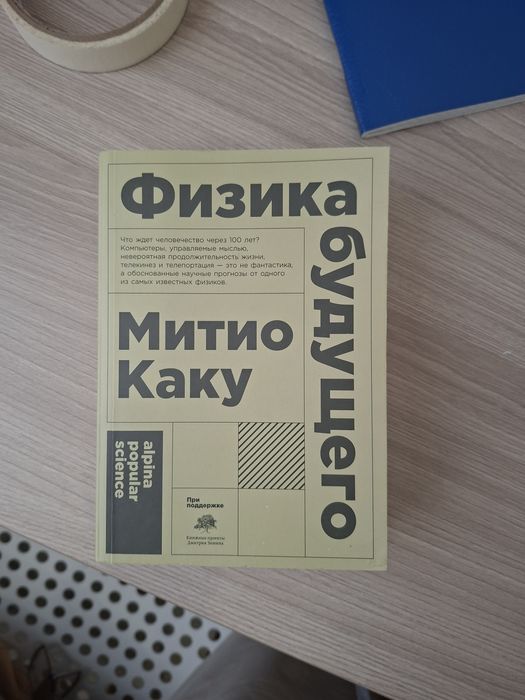 Физика
будущего
Что ждет человечество через 100 лет?
Компьютеры, управляемые мыслью,
невероятная продолжительность жизни,
телекинез и телепортация — это не фантастика,
а обоснованные научные прогнозы от одного
из самых известных физиков.
Митио
Каку
alpina
popular
science
При
поддержке
Книжные проекты
Дмитрия Зимина